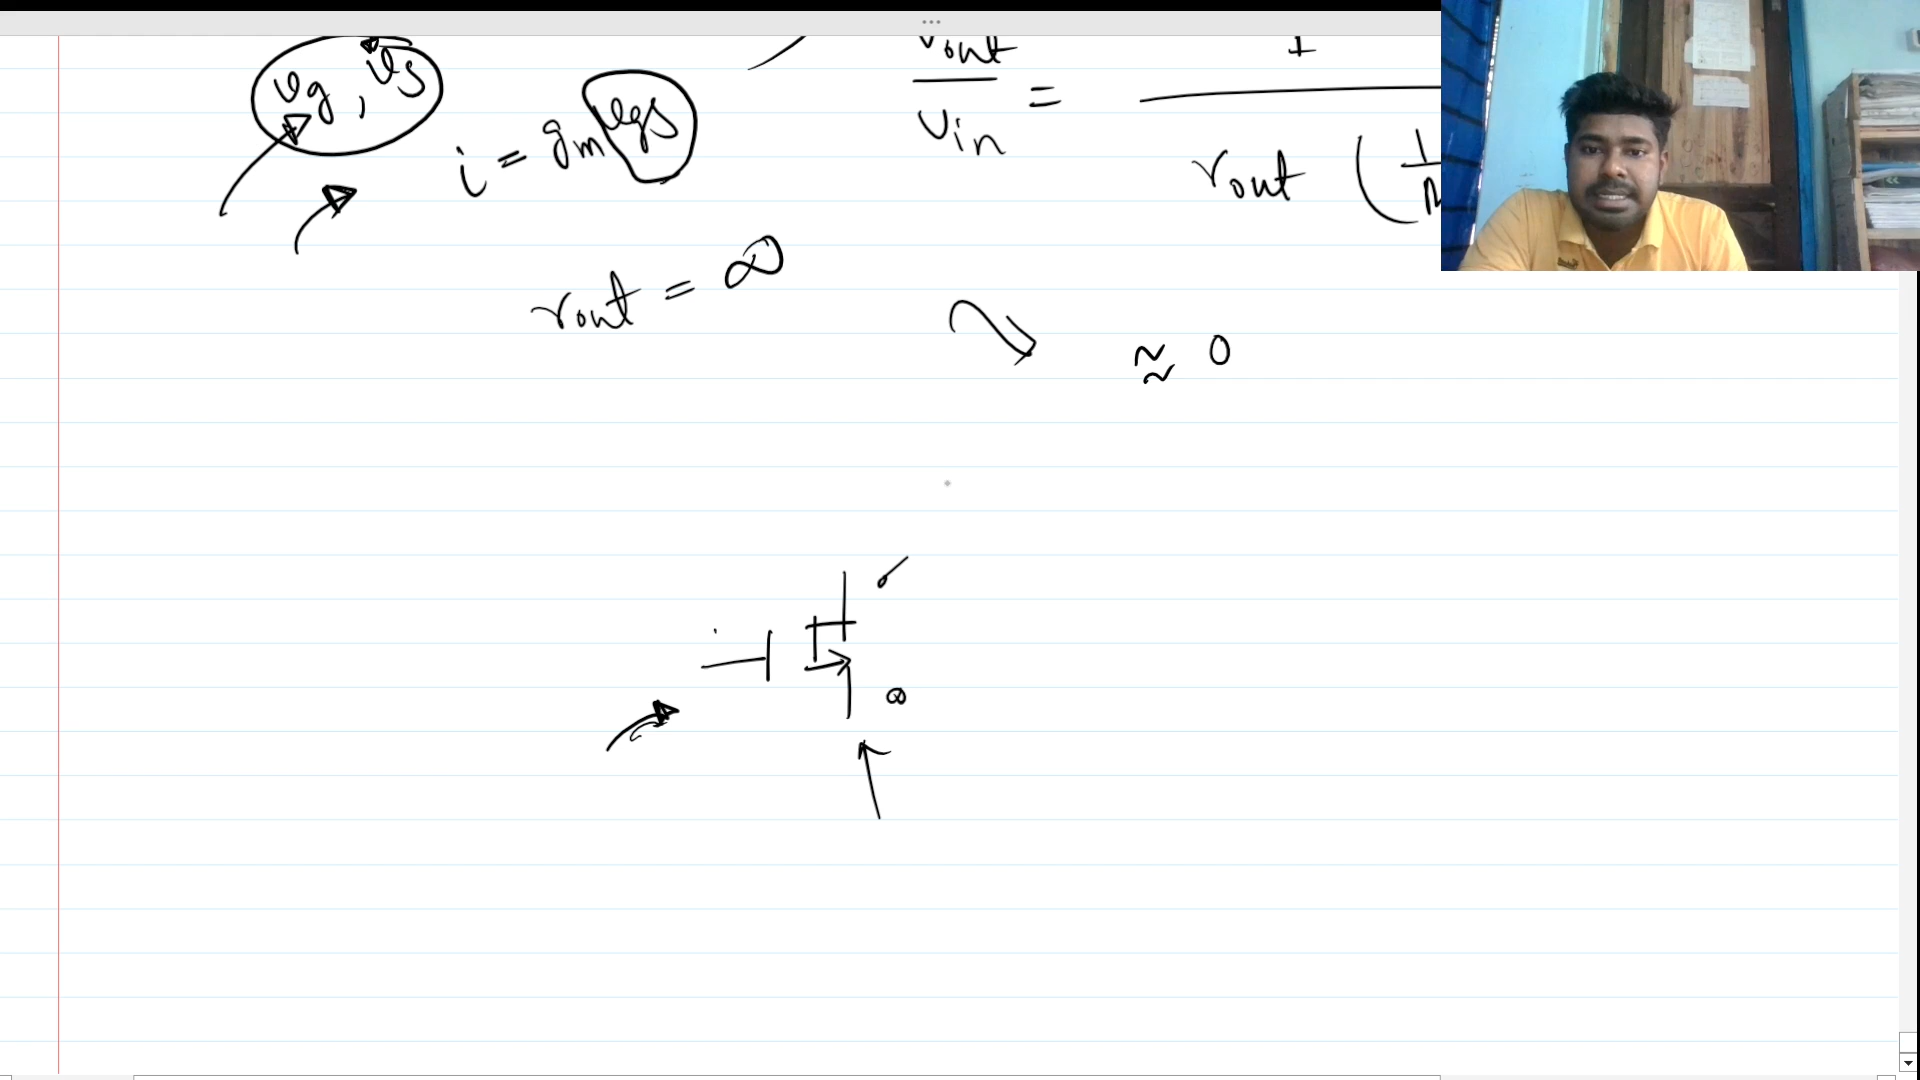 vg, vs
i = gm vgs
vout / vin =
rout ( 1
rout = ∞
≈ 0
∞